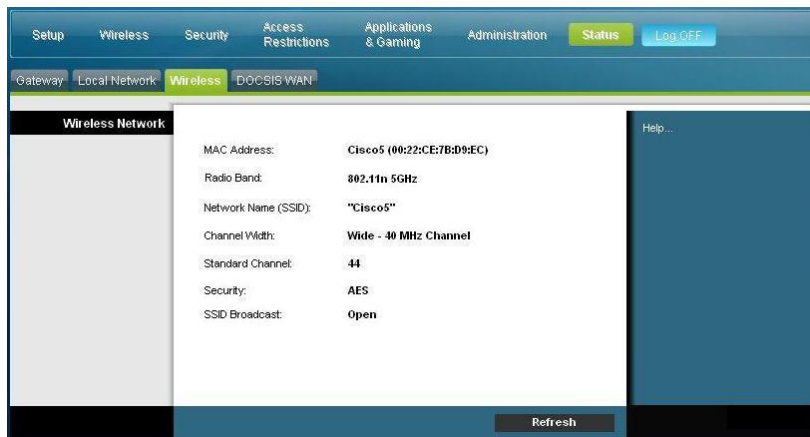 Setup Wireless Security Access Restrictions Applications & Gaming Administration Status Log OFF
Gateway Local Network Wireless DOCSIS WAN
Wireless Network
Help...
MAC Address: Cisco5 (00:22:CE:7B:D9:EC)
Radio Band: 802.11n 5GHz
Network Name (SSID): "Cisco5"
Channel Width: Wide - 40 MHz Channel
Standard Channel: 44
Security: AES
SSID Broadcast: Open
Refresh